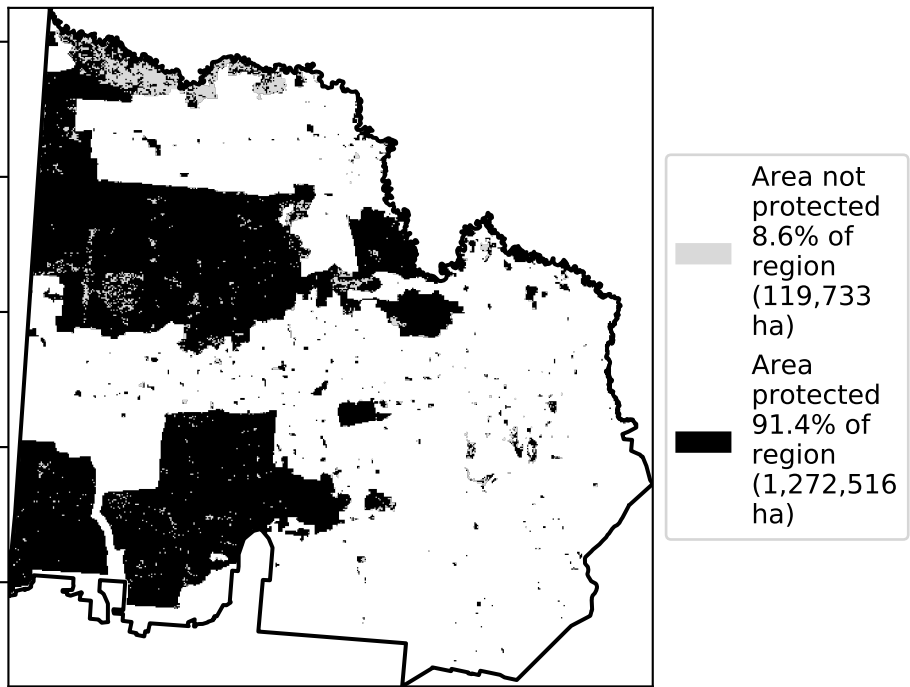 Area not
protected
8.6% of
region
(119,733
ha)
Area
protected
91.4% of
region
(1,272,516
ha)